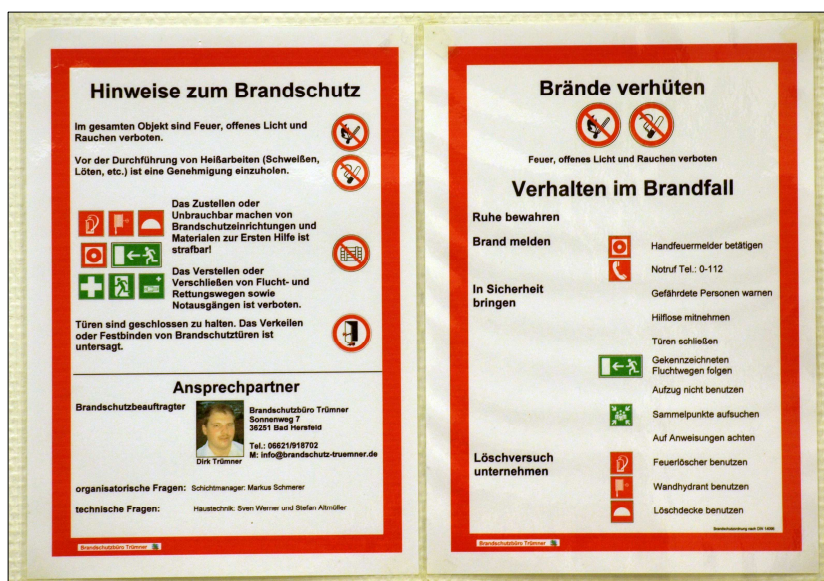 Hinweise zum Brandschutz
Im gesamten Objekt sind Feuer, offenes Licht und
Rauchen verboten.
Vor der Durchführung von Heißarbeiten (Schweißen,
Löten, etc.) ist eine Genehmigung einzuholen.
Das Zustellen oder
Unbrauchbar machen von
Brandschutzeinrichtungen und
Materialen zur Ersten Hilfe ist
strafbar!
Das Verstellen oder
Verschließen von Flucht- und
Rettungswegen sowie
Notausgängen ist verboten.
Türen sind geschlossen zu halten. Das Verkeilen
oder Festbinden von Brandschutztüren ist
untersagt.
Ansprechpartner
Brandschutzbeauftragter
Dirk Trümner
Brandschutzbüro Trümner
Sonnenweg 7
36251 Bad Hersfeld
Tel.: 06621/918702
M: info@brandschutz-truemner.de
organisatorische Fragen: Schichtmanager: Markus Schmerer
technische Fragen: Haustechnik: Sven Werner und Stefan Altmüller
Brandschutzbüro Trümner
Brände verhüten
Feuer, offenes Licht und Rauchen verboten
Verhalten im Brandfall
Ruhe bewahren
Brand melden
Handfeuermelder betätigen
Notruf Tel.: 0-112
In Sicherheit
bringen
Gefährdete Personen warnen
Hilflose mitnehmen
Türen schließen
Gekennzeichneten
Fluchtwegen folgen
Aufzug nicht benutzen
Sammelpunkte aufsuchen
Auf Anweisungen achten
Löschversuch
unternehmen
Feuerlöscher benutzen
Wandhydrant benutzen
Löschdecke benutzen
Brandschutzordnung nach DIN 14096
Brandschutzbüro Trümner